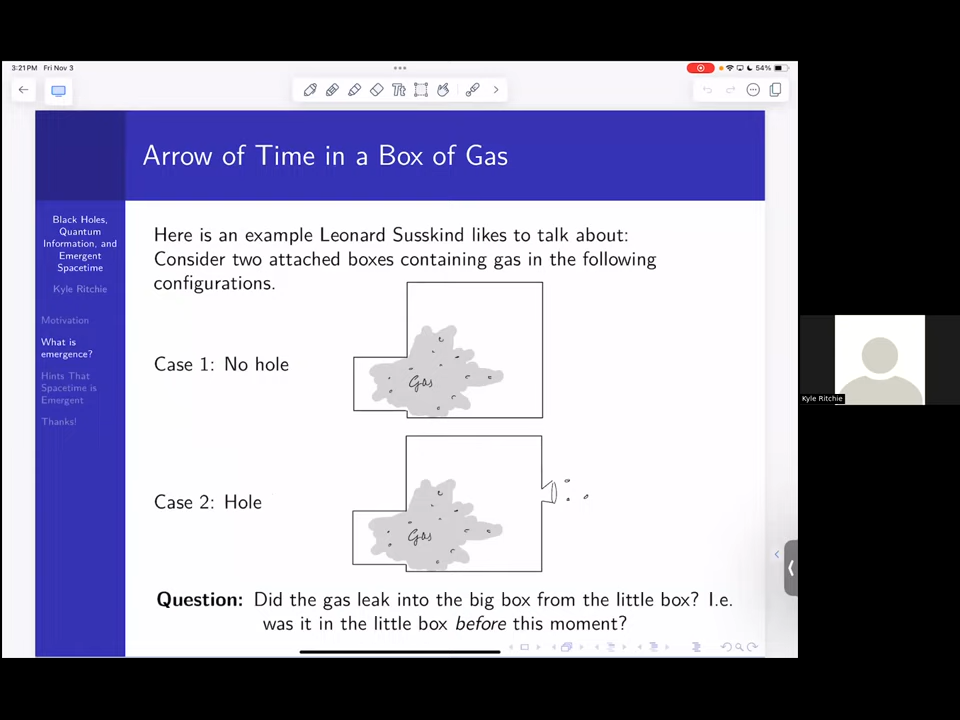 3:21 PM Fri Nov 3
54%
Arrow of Time in a Box of Gas
Black Holes,
Quantum
Information, and
Emergent
Spacetime
Kyle Ritchie
Motivation
What is
emergence?
Hints That
Spacetime is
Emergent
Thanks!
Here is an example Leonard Susskind likes to talk about:
Consider two attached boxes containing gas in the following
configurations.
Case 1: No hole
Gas
Case 2: Hole
Gas
Question: Did the gas leak into the big box from the little box? I.e.
was it in the little box before this moment?
Kyle Ritchie